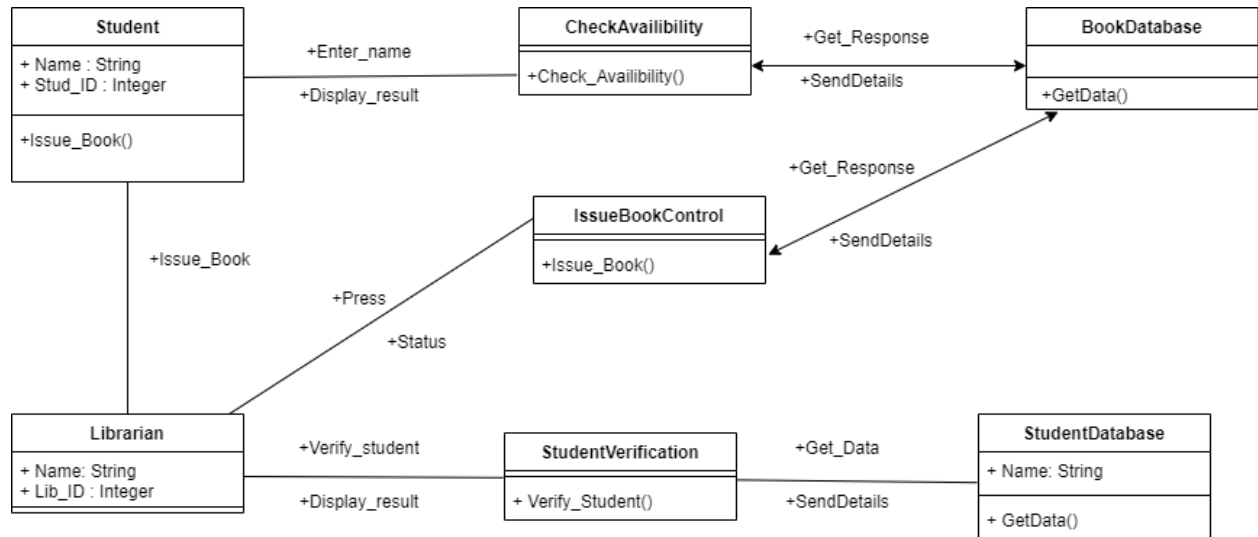 Student
+ Name : String
+ Stud_ID : Integer
+Issue_Book()
+Enter_name
+Display_result
CheckAvailibility
+Check_Availibility()
+Get_Response
+SendDetails
BookDatabase
+GetData()
+Get_Response
+SendDetails
IssueBookControl
+Issue_Book()
+Issue_Book
+Press
+Status
Librarian
+ Name: String
+ Lib_ID : Integer
+Verify_student
+Display_result
StudentVerification
+ Verify_Student()
+Get_Data
+SendDetails
StudentDatabase
+ Name: String
+ GetData()